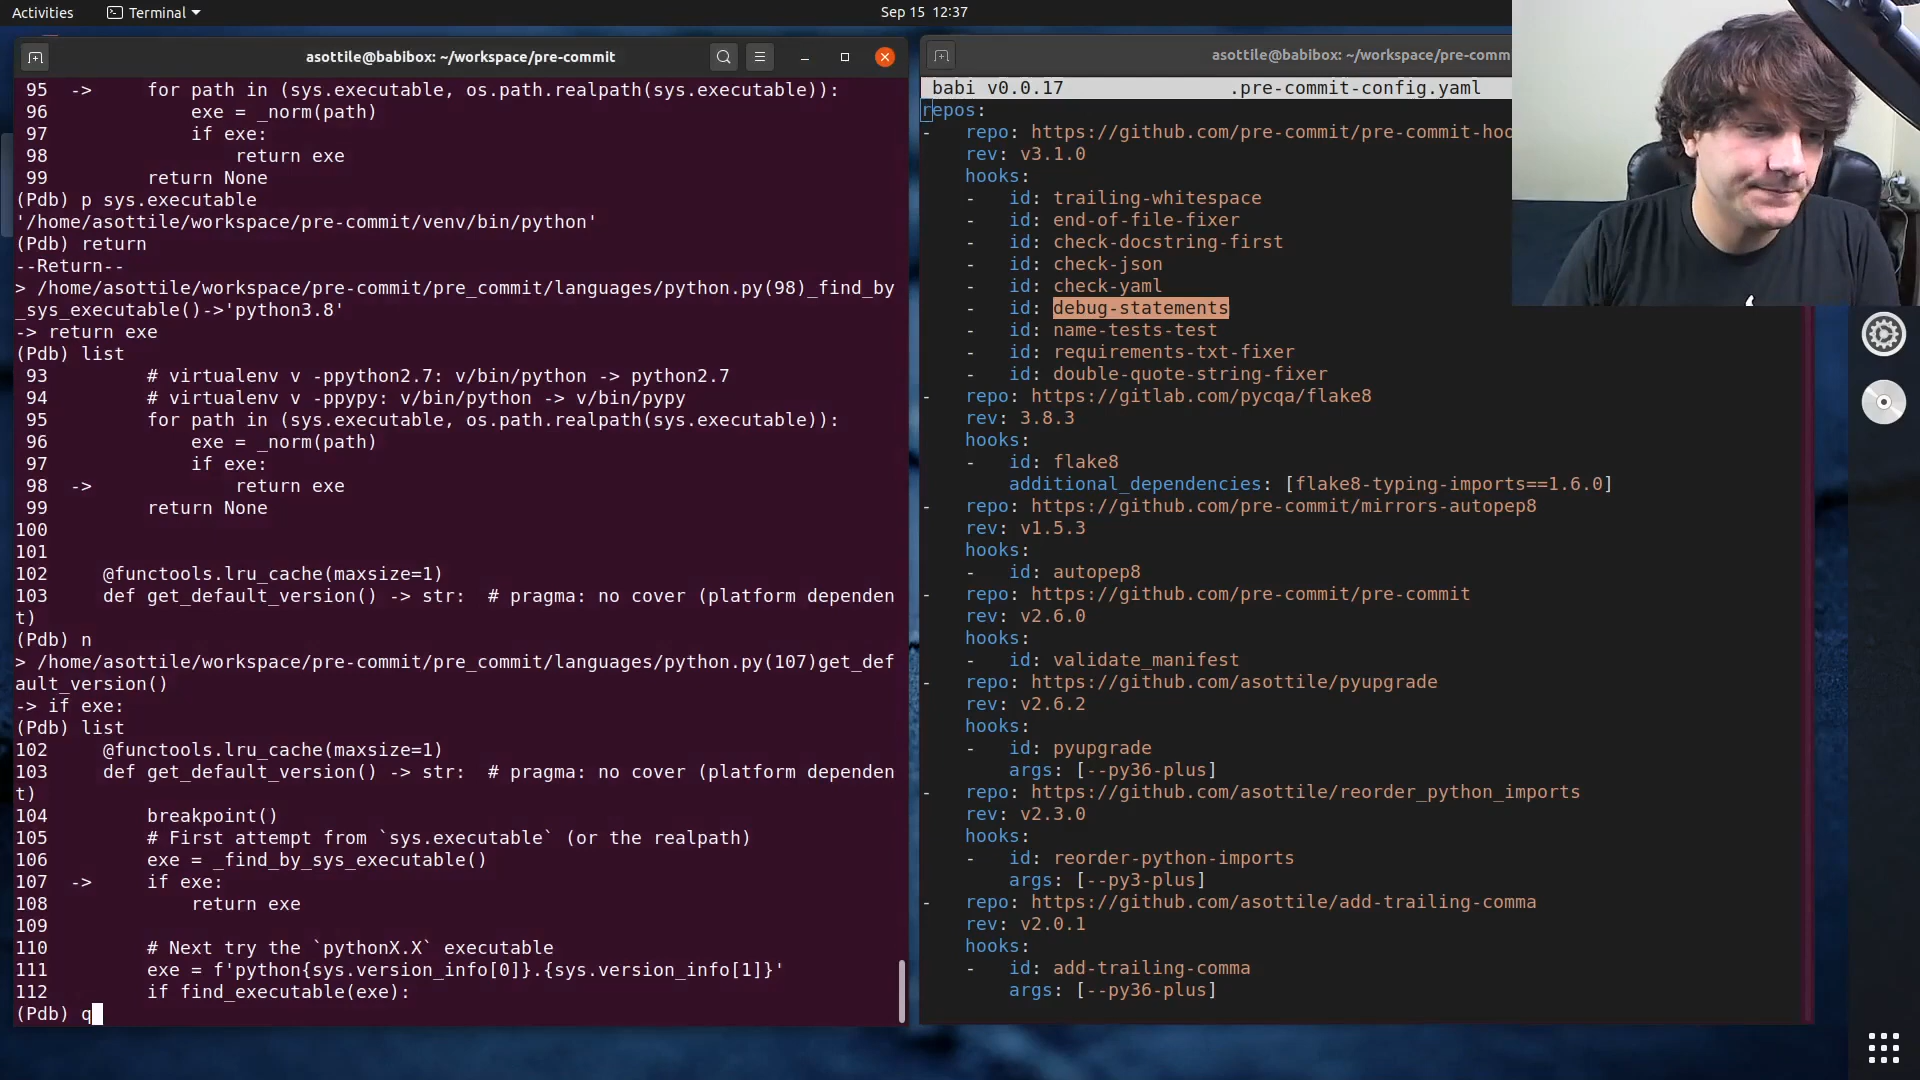 Activities
Terminal
Sep 15 12:37
asottile@babibox: ~/workspace/pre-commit
95  ->      for path in (sys.executable, os.path.realpath(sys.executable)):
96              exe = _norm(path)
97              if exe:
98                  return exe
99          return None
(Pdb) p sys.executable
'/home/asottile/workspace/pre-commit/venv/bin/python'
(Pdb) return
--Return--
> /home/asottile/workspace/pre-commit/pre_commit/languages/python.py(98)_find_by
_sys_executable()->'python3.8'
-> return exe
(Pdb) list
93          # virtualenv v -ppython2.7: v/bin/python -> python2.7
94          # virtualenv v -ppypy: v/bin/python -> v/bin/pypy
95          for path in (sys.executable, os.path.realpath(sys.executable)):
96              exe = _norm(path)
97              if exe:
98  ->              return exe
99          return None
100
101
102     @functools.lru_cache(maxsize=1)
103     def get_default_version() -> str:  # pragma: no cover (platform dependen
t)
(Pdb) n
> /home/asottile/workspace/pre-commit/pre_commit/languages/python.py(107)get_def
ault_version()
-> if exe:
(Pdb) list
102     @functools.lru_cache(maxsize=1)
103     def get_default_version() -> str:  # pragma: no cover (platform dependen
t)
104         breakpoint()
105         # First attempt from `sys.executable` (or the realpath)
106         exe = _find_by_sys_executable()
107  ->     if exe:
108             return exe
109
110         # Next try the `pythonX.X` executable
111         exe = f'python{sys.version_info[0]}.{sys.version_info[1]}'
112         if find_executable(exe):
(Pdb) q
asottile@babibox: ~/workspace/pre-comm
babi v0.0.17 .pre-commit-config.yaml
repos:
-   repo: https://github.com/pre-commit/pre-commit-hoo
    rev: v3.1.0
    hooks:
    -   id: trailing-whitespace
    -   id: end-of-file-fixer
    -   id: check-docstring-first
    -   id: check-json
    -   id: check-yaml
    -   id: debug-statements
    -   id: name-tests-test
    -   id: requirements-txt-fixer
    -   id: double-quote-string-fixer
-   repo: https://gitlab.com/pycqa/flake8
    rev: 3.8.3
    hooks:
    -   id: flake8
        additional_dependencies: [flake8-typing-imports==1.6.0]
-   repo: https://github.com/pre-commit/mirrors-autopep8
    rev: v1.5.3
    hooks:
    -   id: autopep8
-   repo: https://github.com/pre-commit/pre-commit
    rev: v2.6.0
    hooks:
    -   id: validate_manifest
-   repo: https://github.com/asottile/pyupgrade
    rev: v2.6.2
    hooks:
    -   id: pyupgrade
        args: [--py36-plus]
-   repo: https://github.com/asottile/reorder_python_imports
    rev: v2.3.0
    hooks:
    -   id: reorder-python-imports
        args: [--py3-plus]
-   repo: https://github.com/asottile/add-trailing-comma
    rev: v2.0.1
    hooks:
    -   id: add-trailing-comma
        args: [--py36-plus]